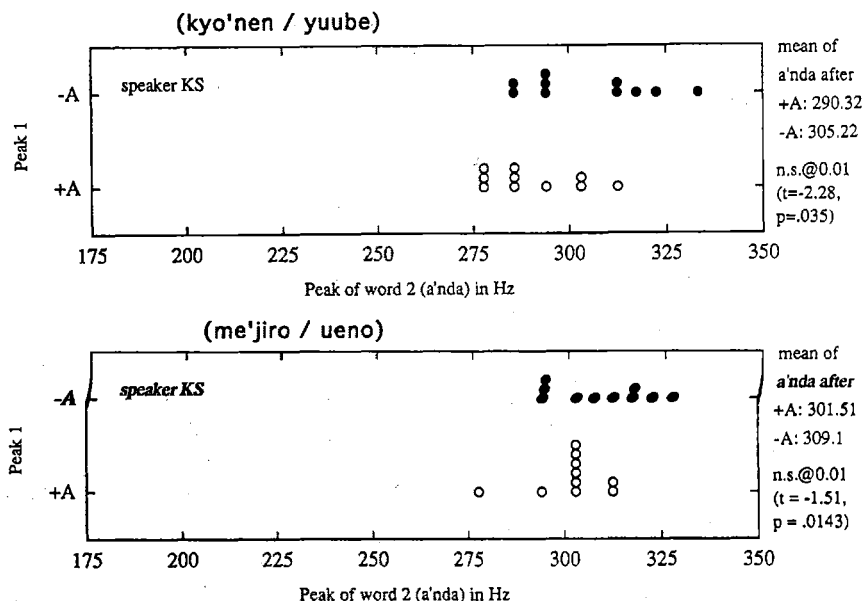 (kyo'nen / yuube)
Peak 1
-A
+A
speaker KS
175 200 225 250 275 300 325 350
Peak of word 2 (a'nda) in Hz
mean of
a'nda after
+A: 290.32
-A: 305.22
n.s.@0.01
(t=-2.28,
p=.035)
(me'jiro / ueno)
Peak 1
-A
+A
speaker KS
175 200 225 250 275 300 325 350
Peak of word 2 (a'nda) in Hz
mean of
a'nda after
+A: 301.51
-A: 309.1
n.s.@0.01
(t = -1.51,
p = .0143)